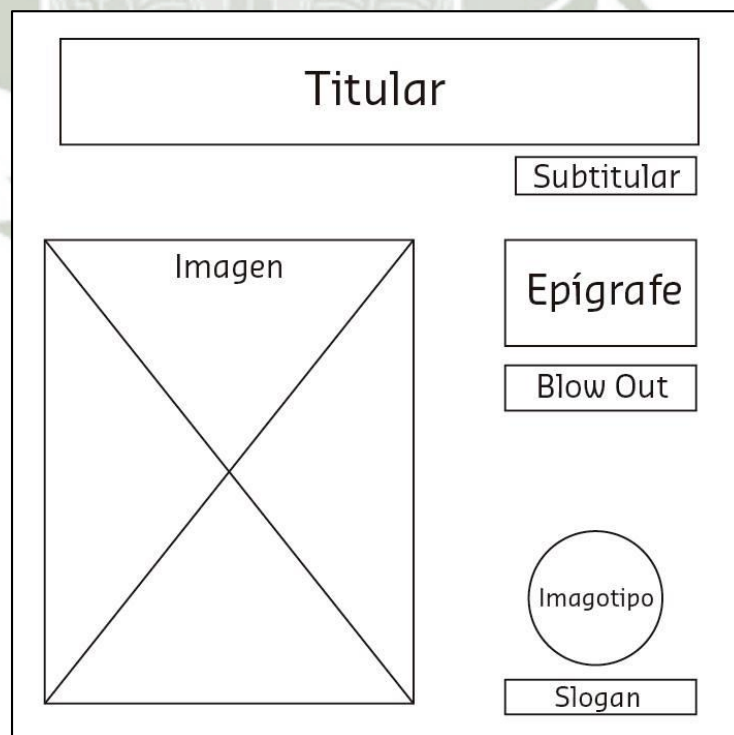 Titular
Subtitular
Imagen
Epígrafe
Blow Out
Imagotipo
Slogan